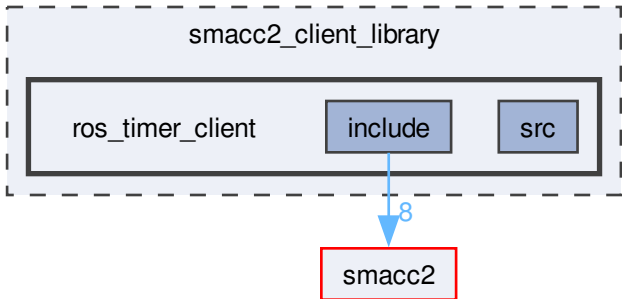 smacc2_client_library
ros_timer_client
include
src
8
smacc2